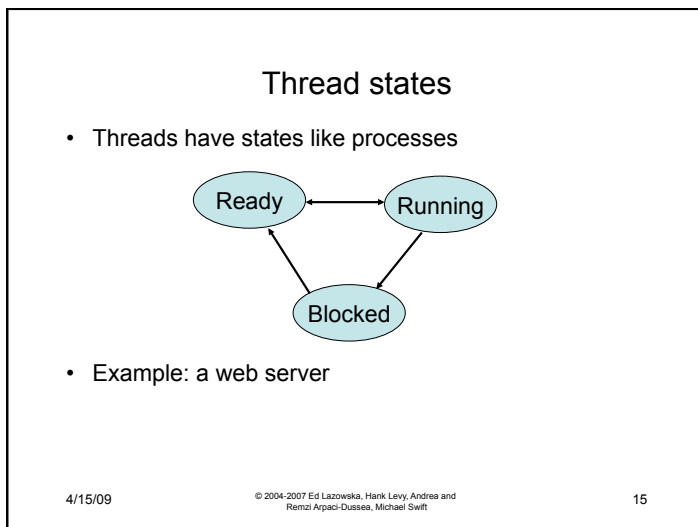 Thread states
• Threads have states like processes
Ready
Running
Blocked
• Example: a web server
4/15/09
© 2004-2007 Ed Lazowska, Hank Levy, Andrea and
Remzi Arpaci-Dussea, Michael Swift
15